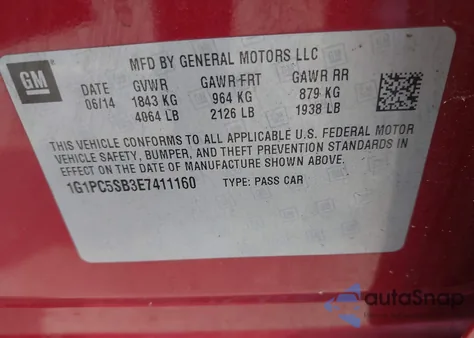 GM
MFD BY GENERAL MOTORS LLC
DATE GVWR GAWR FRT GAWR RR
06/14 1843 KG 964 KG 879 KG
4064 LB 2126 LB 1938 LB
THIS VEHICLE CONFORMS TO ALL APPLICABLE U.S. FEDERAL MOTOR
VEHICLE SAFETY, BUMPER, AND THEFT PREVENTION STANDARDS IN
EFFECT ON THE DATE OF MANUFACTURE SHOWN ABOVE.
1G1PC5SB3E7411160 TYPE: PASS CAR
autoSnap